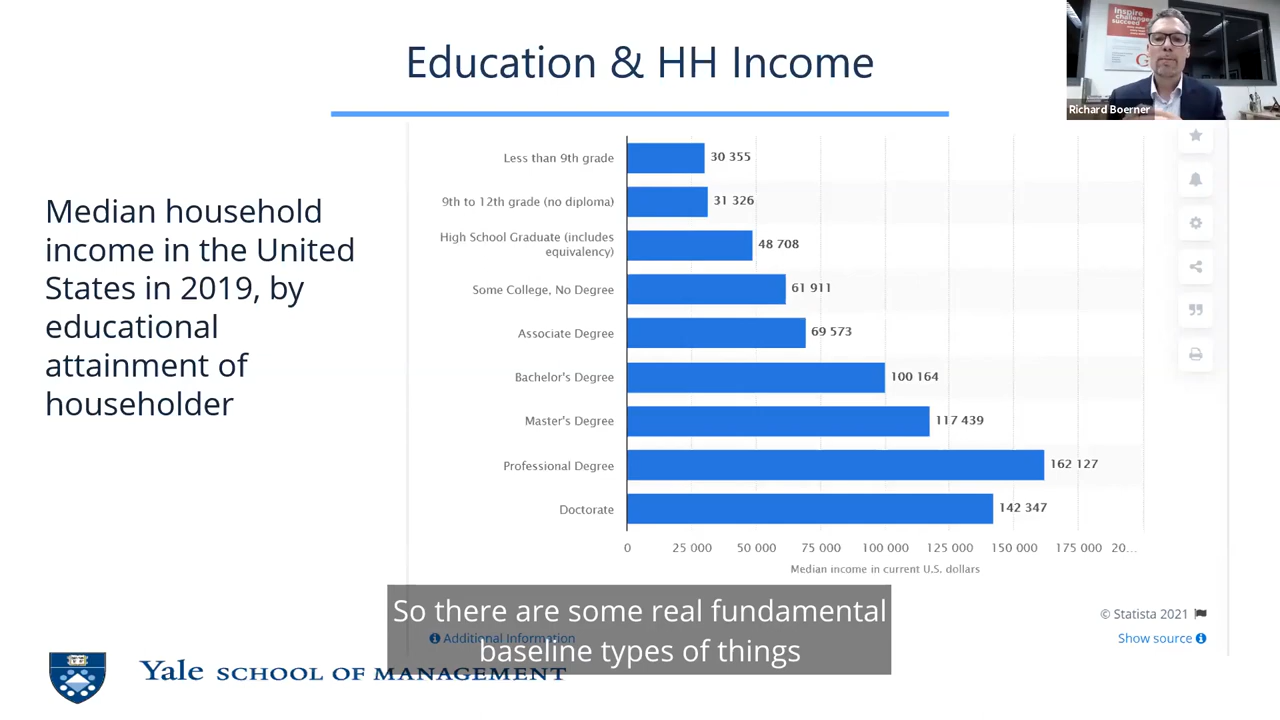 Education & HH Income
inspire
challenge
succeed
G
Richard Boerner
Median household
income in the United
States in 2019, by
educational
attainment of
householder
Less than 9th grade
30 355
9th to 12th grade (no diploma)
31 326
High School Graduate (includes
equivalency)
48 708
Some College, No Degree
61 911
Associate Degree
69 573
Bachelor's Degree
100 164
Master's Degree
117 439
Professional Degree
162 127
Doctorate
142 347
0 25 000 50 000 75 000 100 000 125 000 150 000 175 000 20...
Median income in current U.S. dollars
© Statista 2021
Additional Information
Show source
So there are some real fundamental
baseline types of things
Yale SCHOOL OF MANAGEMENT